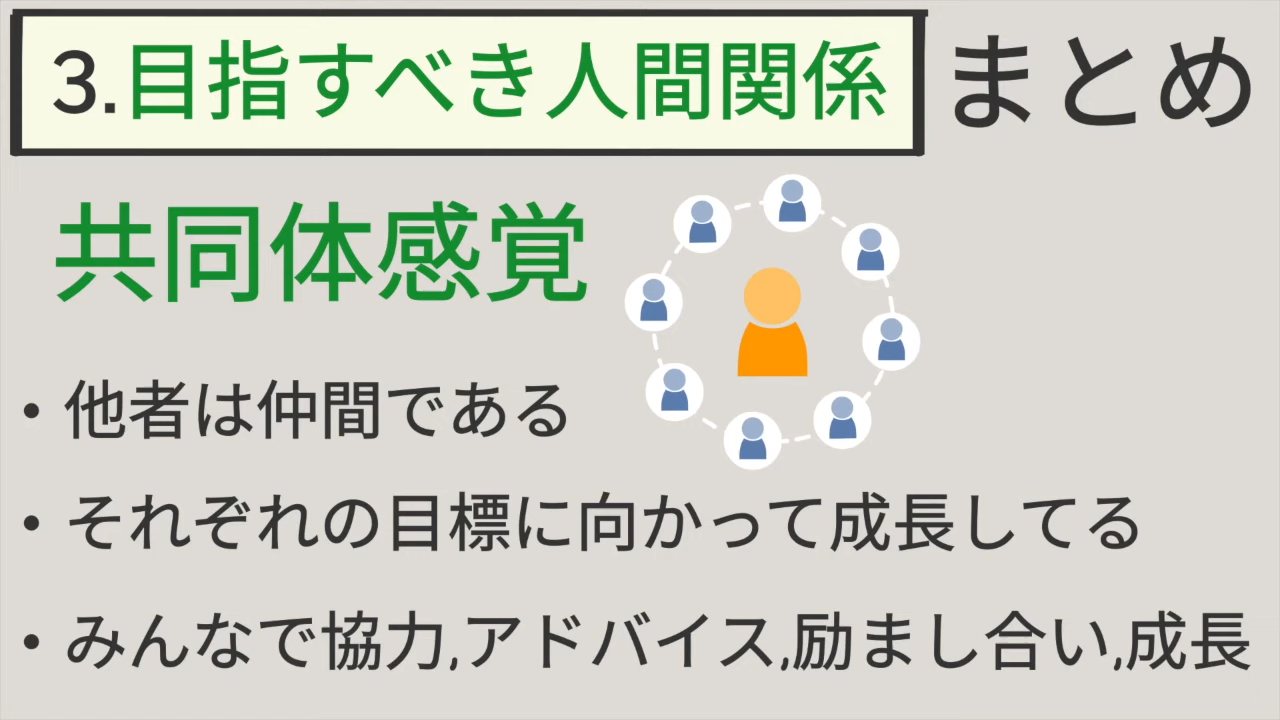 3.目指すべき人間関係 まとめ
共同体感覚
・他者は仲間である
・それぞれの目標に向かって成長してる
・みんなで協力,アドバイス,励まし合い,成長